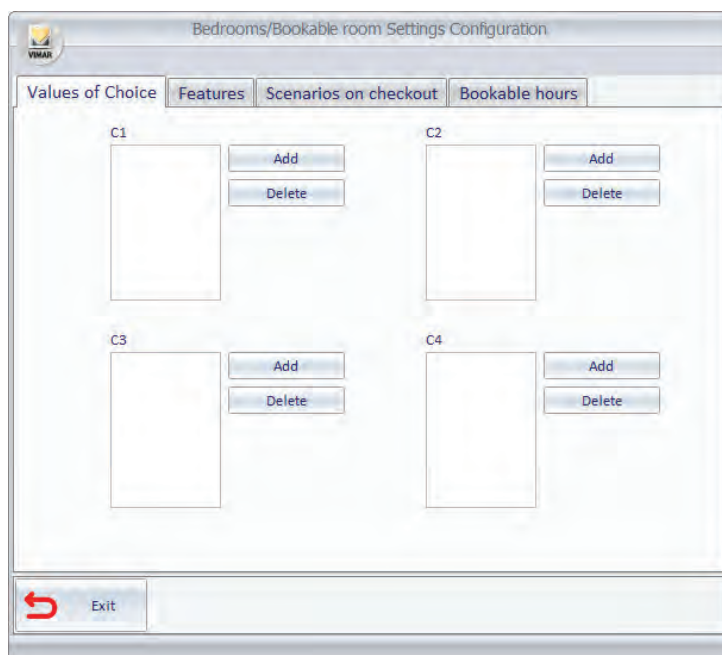 Bedrooms/Bookable room Settings Configuration
VIMAR
Values of Choice Features Scenarios on checkout Bookable hours
C1 C2
Add Add
Delete Delete
C3 C4
Add Add
Delete Delete
Exit